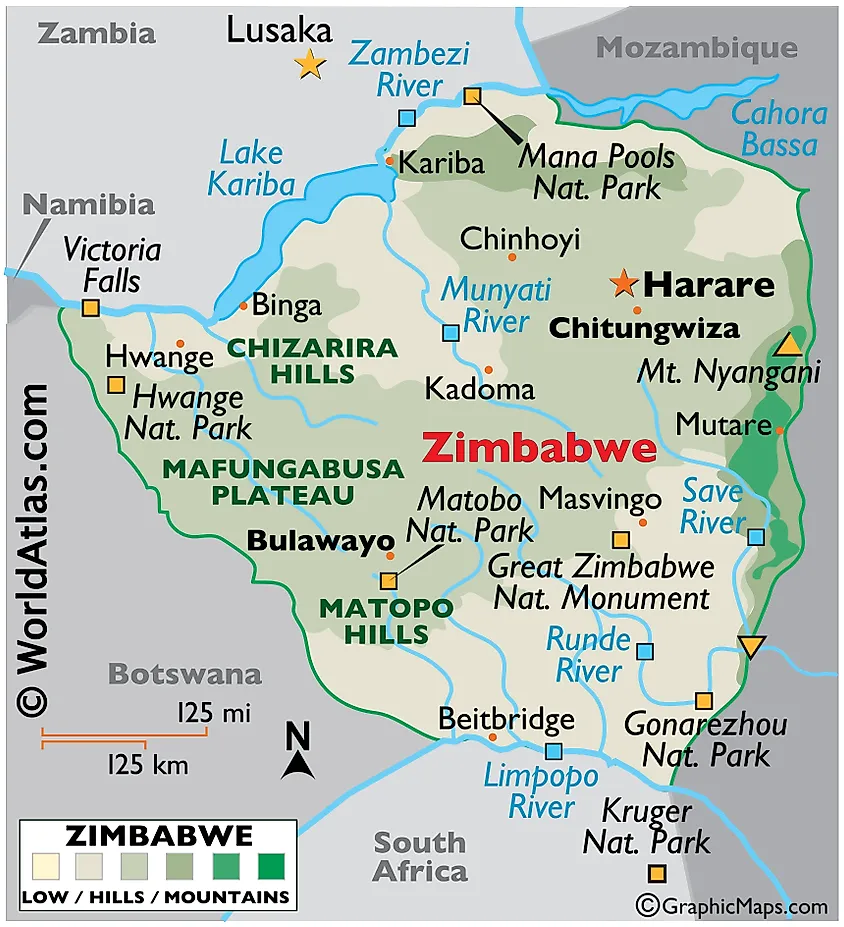 Zambia
Lusaka
Zambezi
River
Mozambique
Cahora
Bassa
Lake
Kariba
Kariba
Mana Pools
Nat. Park
Namibia
Victoria
Falls
Chinhoyi
Harare
Binga
Munyati
River
Chitungwiza
Hwange
CHIZARIRA
HILLS
Mt. Nyangani
Hwange
Nat. Park
Kadoma
Mutare
Zimbabwe
MAFUNGABUSA
PLATEAU
Matobo
Nat. Park
Masvingo
Save
River
Bulawayo
Great Zimbabwe
Nat. Monument
MATOPO
HILLS
Runde
River
© WorldAtlas.com
Botswana
125 mi
125 km
N
Beitbridge
Gonarezhou
Nat. Park
Limpopo
River
Kruger
Nat. Park
South
Africa
ZIMBABWE
LOW / HILLS / MOUNTAINS
©GraphicMaps.com